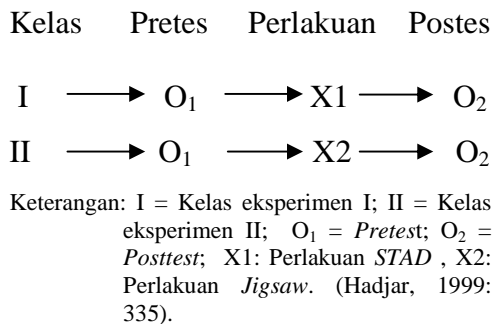 Kelas Pretes Perlakuan Postes
I O₁ X1 O₂
II O₁ X2 O₂
Keterangan: I = Kelas eksperimen I; II = Kelas
eksperimen II; O₁ = Pretest; O₂ =
Posttest; X1: Perlakuan STAD , X2:
Perlakuan Jigsaw. (Hadjar, 1999:
335).